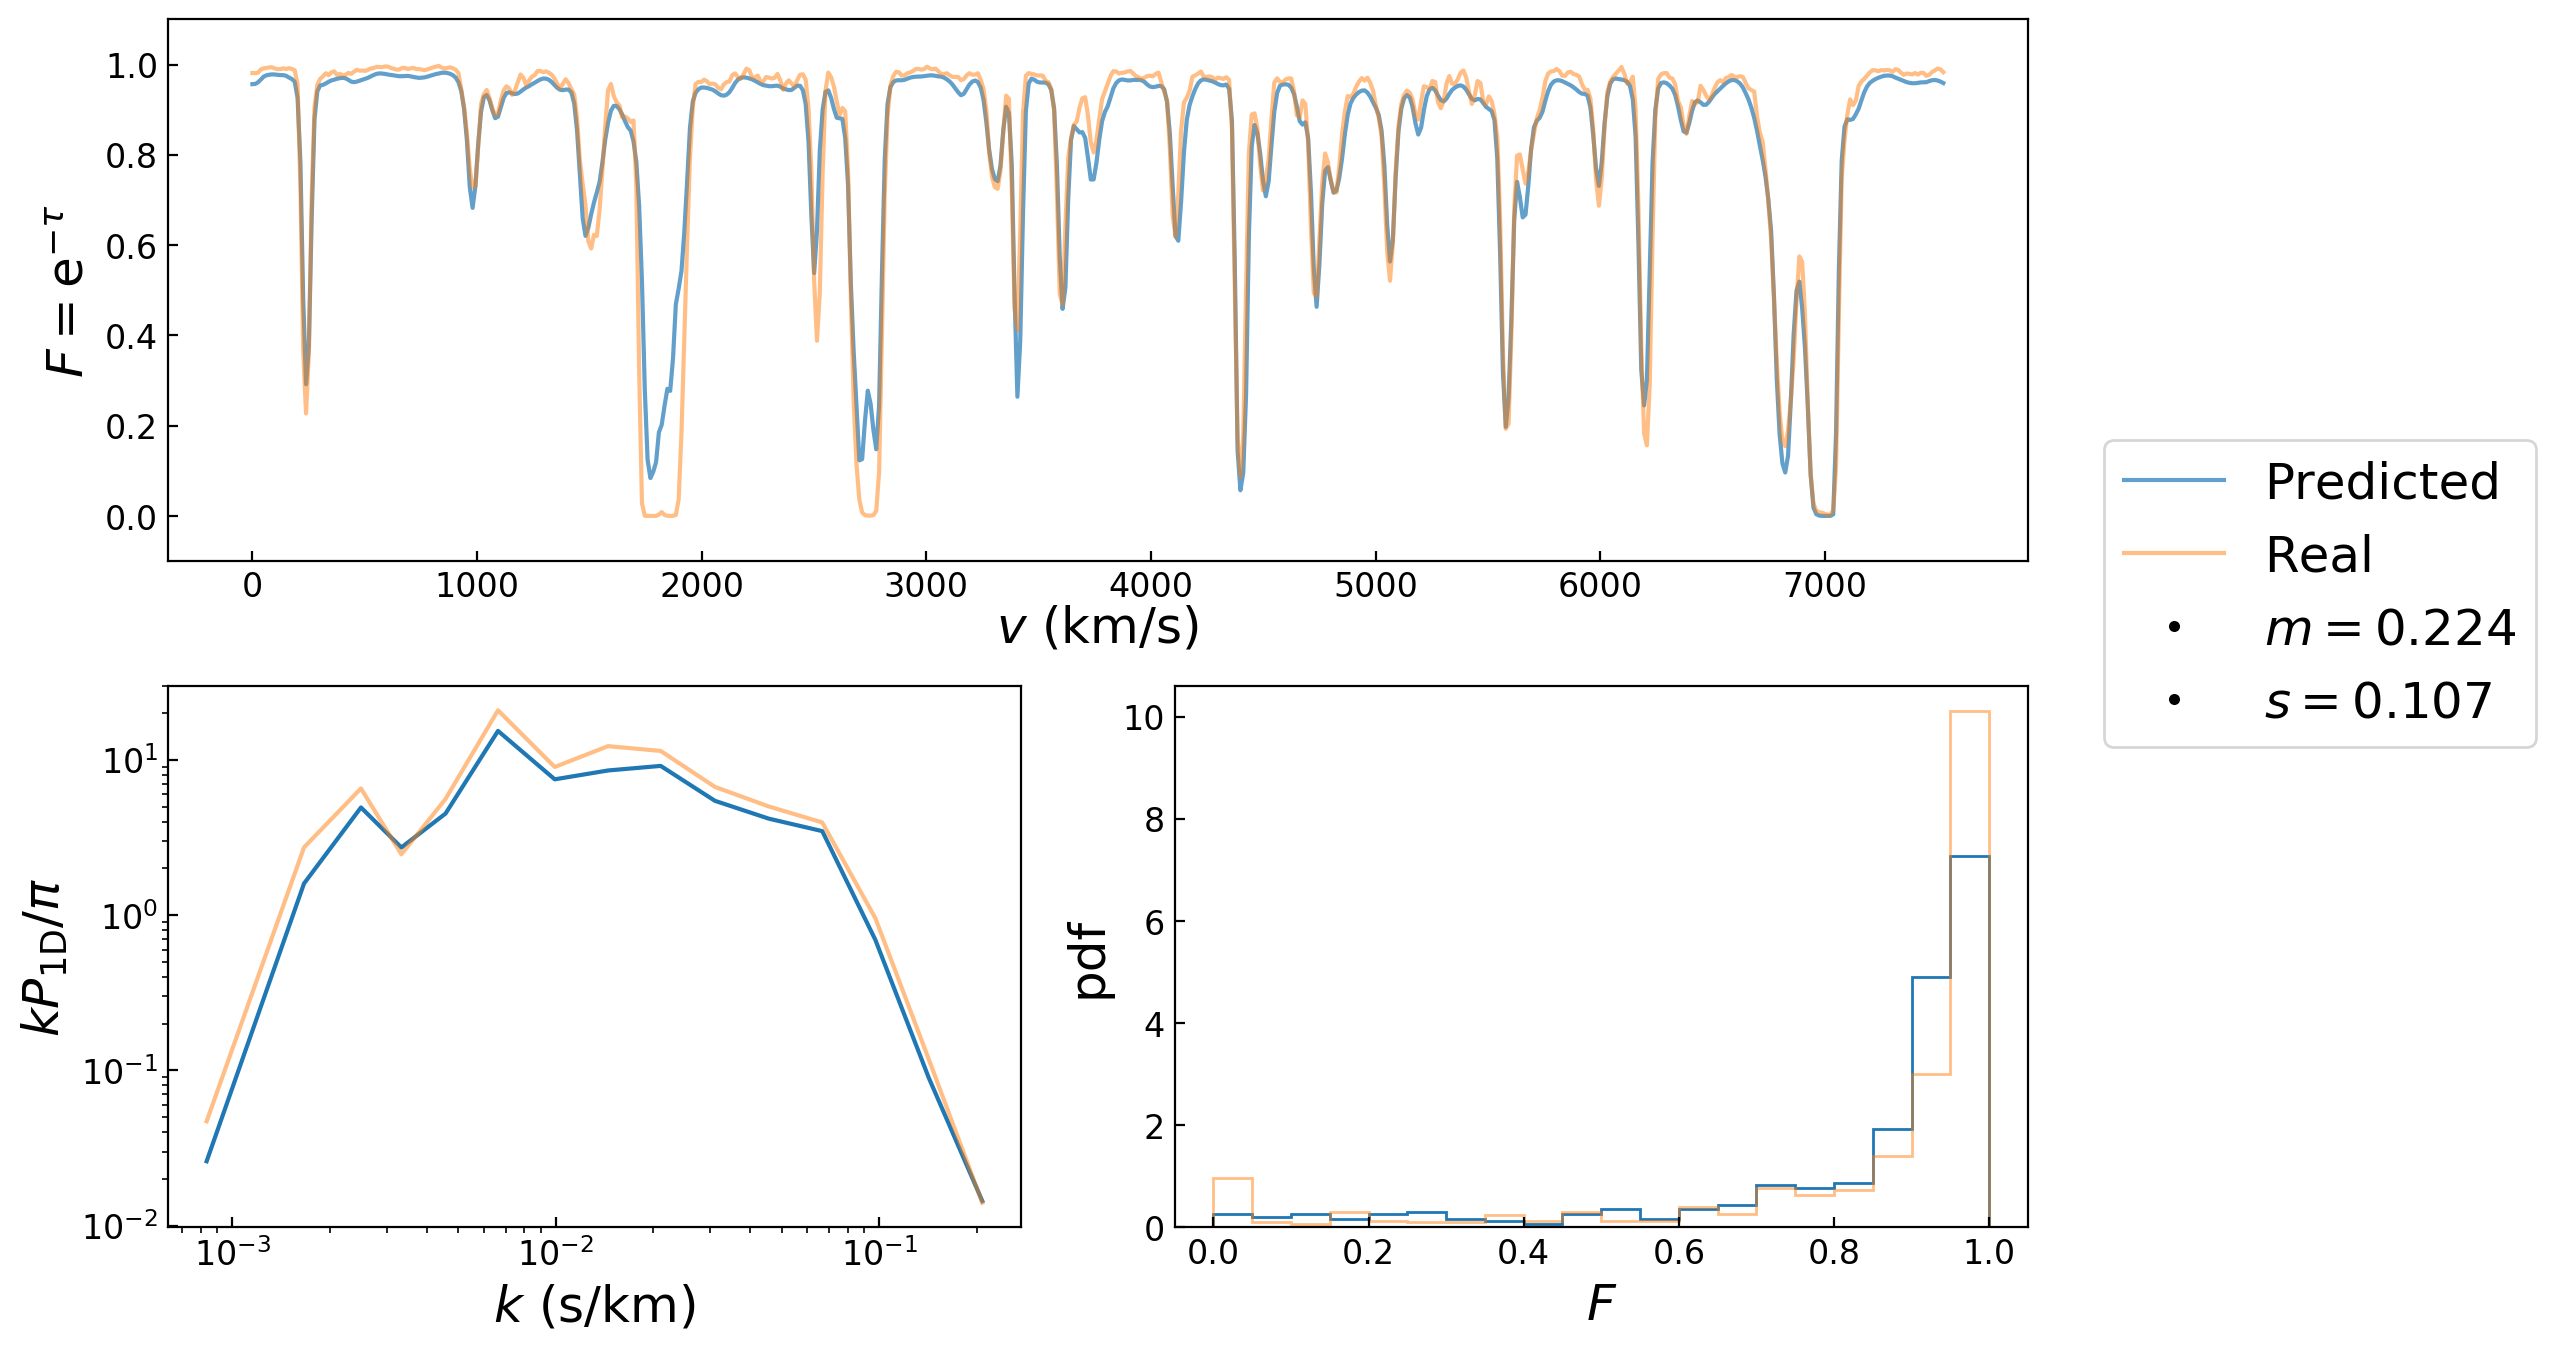 1.0
0.8
0.6
0.4
0.2
0.0
F = e^{−τ}
0 1000 2000 3000 4000 5000 6000 7000
v (km/s)
Predicted
Real
m = 0.224
s = 0.107
10^1
10^0
10^{−1}
10^{−2}
kP_{1D}/π
10^{−3} 10^{−2} 10^{−1}
k (s/km)
10
8
6
4
2
0
pdf
0.0 0.2 0.4 0.6 0.8 1.0
F